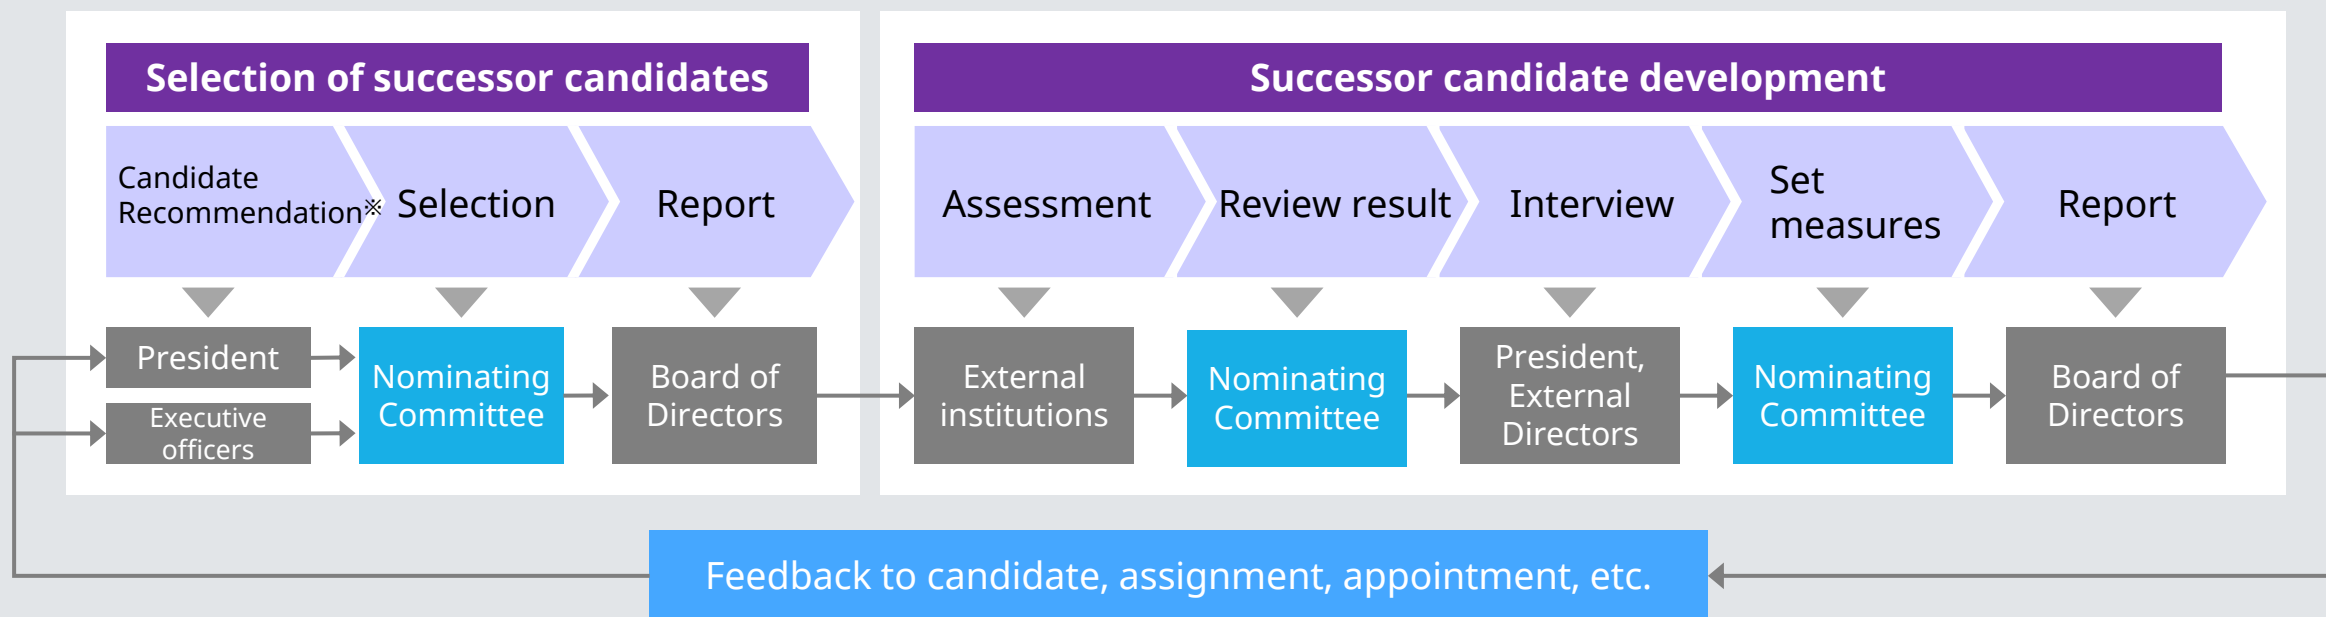 Selection of successor candidates
Candidate
Recommendation※
Selection
Report
President
Executive
officers
Nominating
Committee
Board of
Directors
Successor candidate development
Assessment
Review result
Interview
Set
measures
Report
External
institutions
Nominating
Committee
President,
External
Directors
Nominating
Committee
Board of
Directors
Feedback to candidate, assignment, appointment, etc.